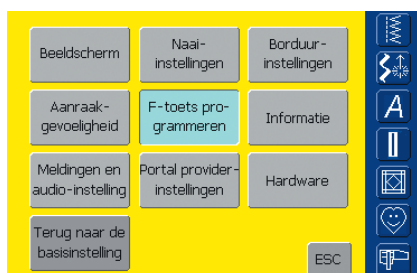 Beeldscherm
Naai-
instellingen
Borduur-
instellingen
Aanraak-
gevoeligheid
F-toets pro-
grammeren
Informatie
Meldingen en
audio-instelling
Portal provider-
instellingen
Hardware
Terug naar de
basisinstelling
ESC
A